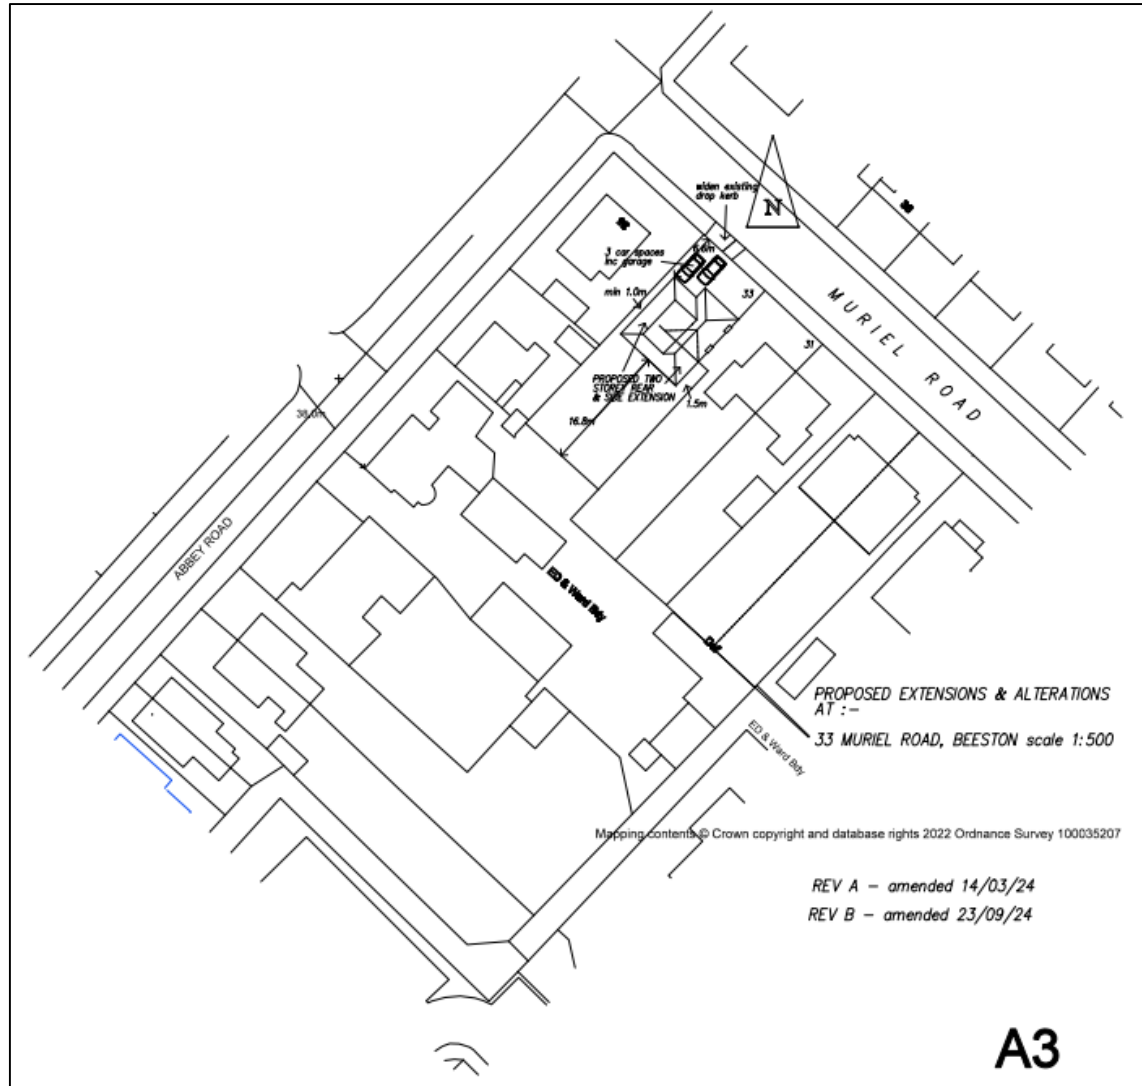 widen existing
drop kerb
N
3 car spaces
inc garage
min 1.0m
33
31
MURIEL ROAD
PROPOSED TWO
STOREY REAR
& SIDE EXTENSION
1.5m
16.8m
38.0m
ABBEY ROAD
ED & Ward Bdy
PROPOSED EXTENSIONS & ALTERATIONS
AT :-
33 MURIEL ROAD, BEESTON scale 1:500
ED & Ward Bdy
Mapping contents © Crown copyright and database rights 2022 Ordnance Survey 100035207
REV A - amended 14/03/24
REV B - amended 23/09/24
A3